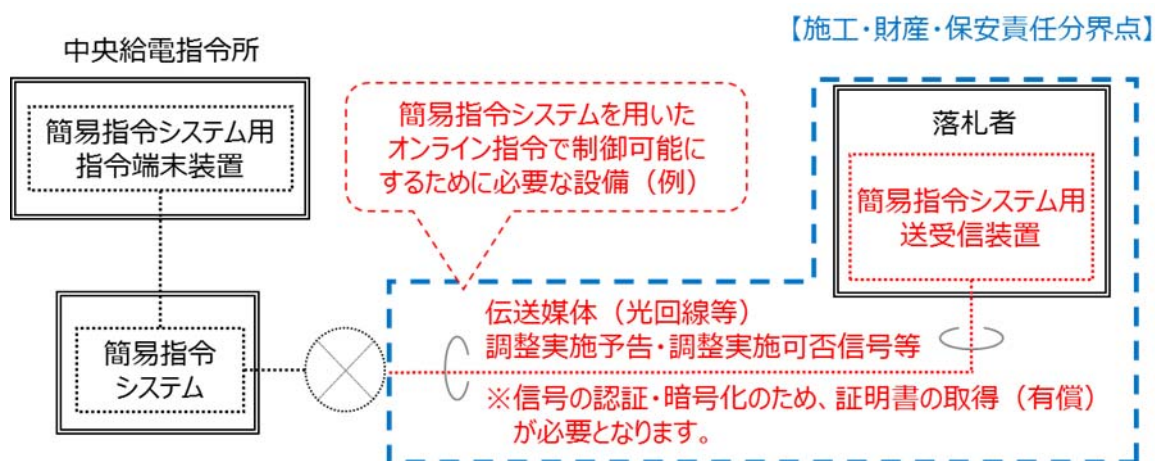 【施工・財産・保安責任分界点】
中央給電指令所
簡易指令システム用
指令端末装置
簡易指令システムを用いた
オンライン指令で制御可能に
するために必要な設備（例）
落札者
簡易指令システム用
送受信装置
簡易指令
システム
伝送媒体（光回線等）
調整実施予告・調整実施可否信号等
※信号の認証・暗号化のため、証明書の取得（有償）
が必要となります。